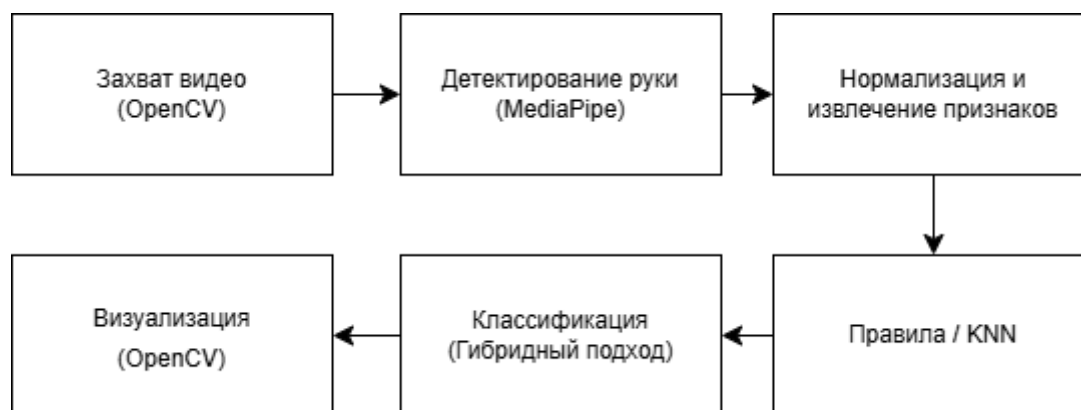 Захват видео
(OpenCV)
Детектирование руки
(MediaPipe)
Нормализация и
извлечение признаков
Правила / KNN
Классификация
(Гибридный подход)
Визуализация
(OpenCV)